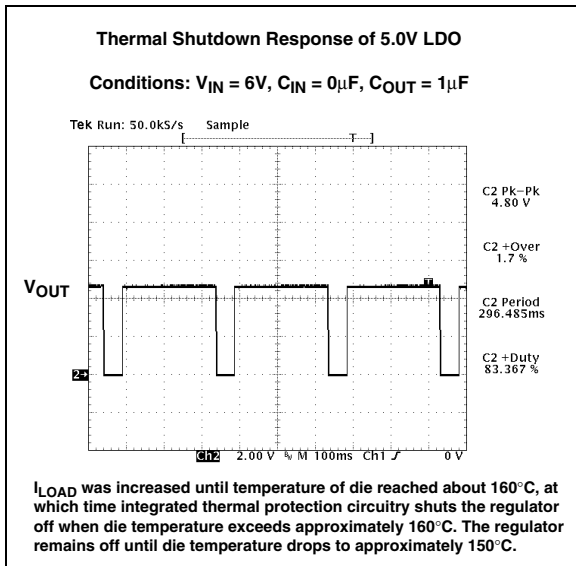 Thermal Shutdown Response of 5.0V LDO
Conditions: VIN = 6V, CIN = 0μF, COUT = 1μF
Tek Run: 50.0kS/s Sample
[ T ]
C2 Pk–Pk
4.80 V
C2 +Over
1.7 %
VOUT
T
C2 Period
296.485ms
C2 +Duty
83.367 %
2→
Ch2 2.00 V M 100ms Ch1 0 V
ILOAD was increased until temperature of die reached about 160°C, at
which time integrated thermal protection circuitry shuts the regulator
off when die temperature exceeds approximately 160°C. The regulator
remains off until die temperature drops to approximately 150°C.